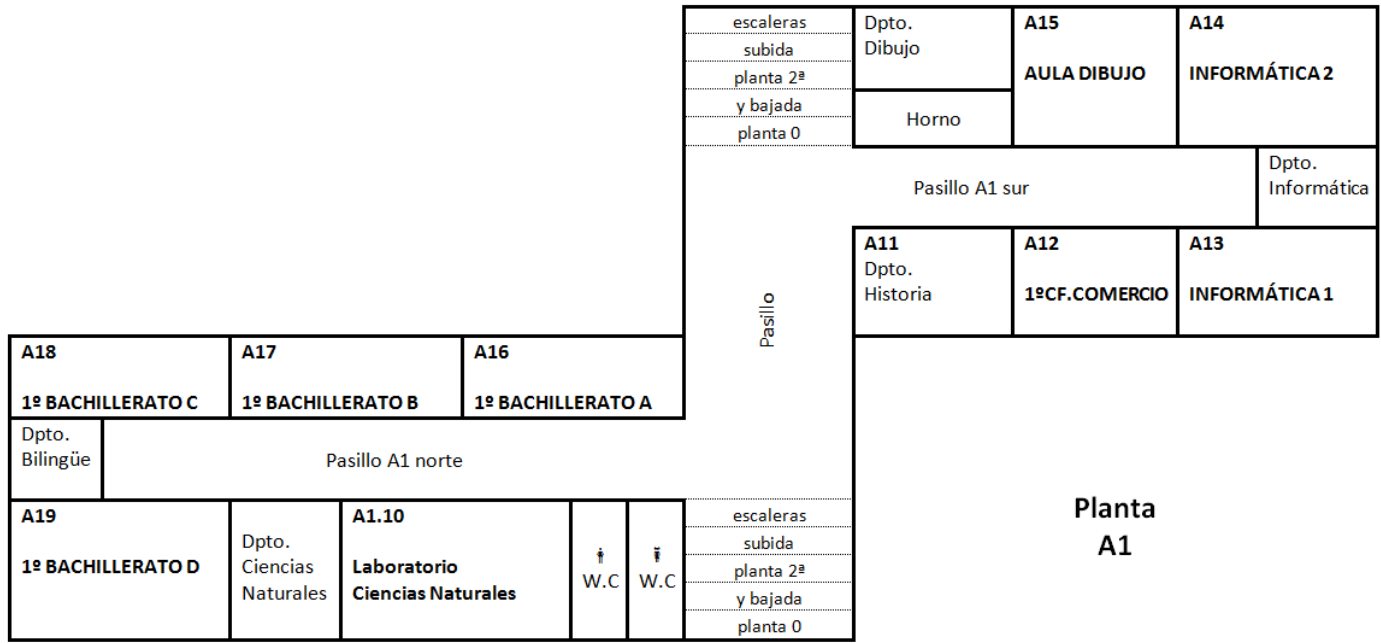 escaleras
subida
planta 2ª
y bajada
planta 0
Dpto.
Dibujo
Horno
A15
AULA DIBUJO
A14
INFORMÁTICA 2
Pasillo A1 sur
Dpto.
Informática
A11
Dpto.
Historia
A12
1ºCF.COMERCIO
A13
INFORMÁTICA 1
Pasillo
A18
1º BACHILLERATO C
A17
1º BACHILLERATO B
A16
1º BACHILLERATO A
Dpto.
Bilingüe
Pasillo A1 norte
A19
1º BACHILLERATO D
Dpto.
Ciencias
Naturales
A1.10
Laboratorio
Ciencias Naturales
W.C
W.C
escaleras
subida
planta 2ª
y bajada
planta 0
Planta
A1